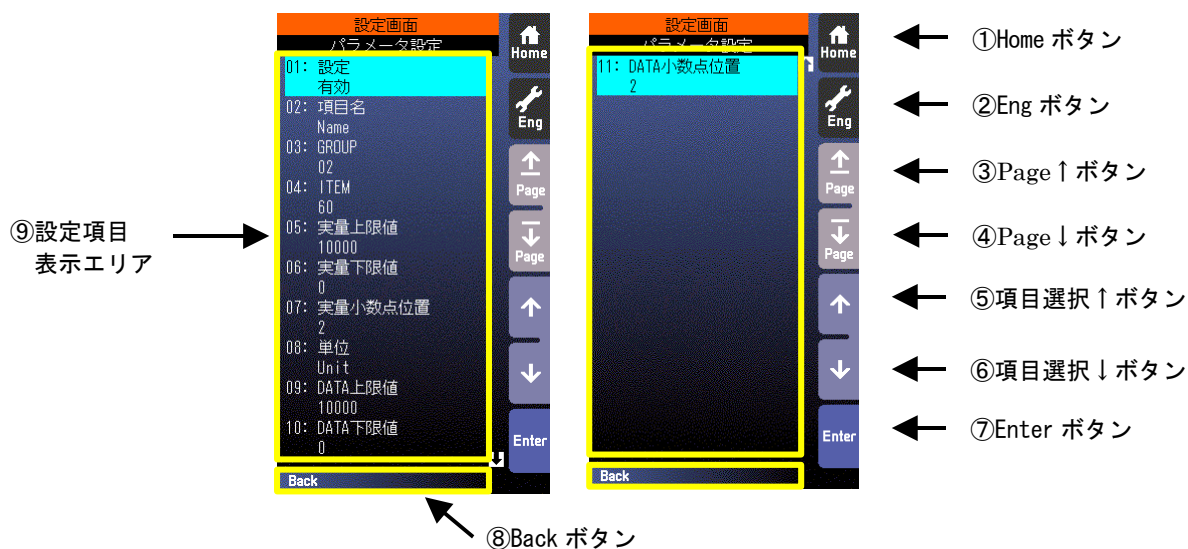 設定画面
パラメータ設定
01: 設定
有効
02: 項目名
Name
03: GROUP
02
04: ITEM
60
05: 実量上限値
10000
06: 実量下限値
0
07: 実量小数点位置
2
08: 単位
Unit
09: DATA上限値
10000
10: DATA下限値
0
Back
Home
Eng
Page
Page
Enter
設定画面
パラメータ設定
11: DATA小数点位置
2
Back
Home
Eng
Page
Page
Enter
①Home ボタン
②Eng ボタン
③Page↑ボタン
④Page↓ボタン
⑤項目選択↑ボタン
⑥項目選択↓ボタン
⑦Enter ボタン
⑧Back ボタン
⑨設定項目
表示エリア